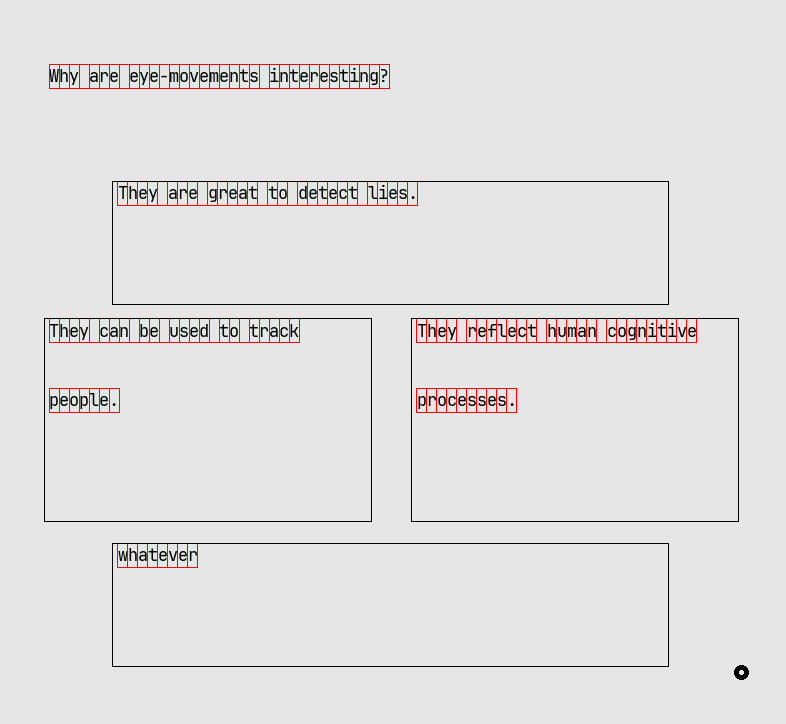 Why are eye-movements interesting?
They are great to detect lies.
They can be used to track
people.
They reflect human cognitive
processes.
whatever